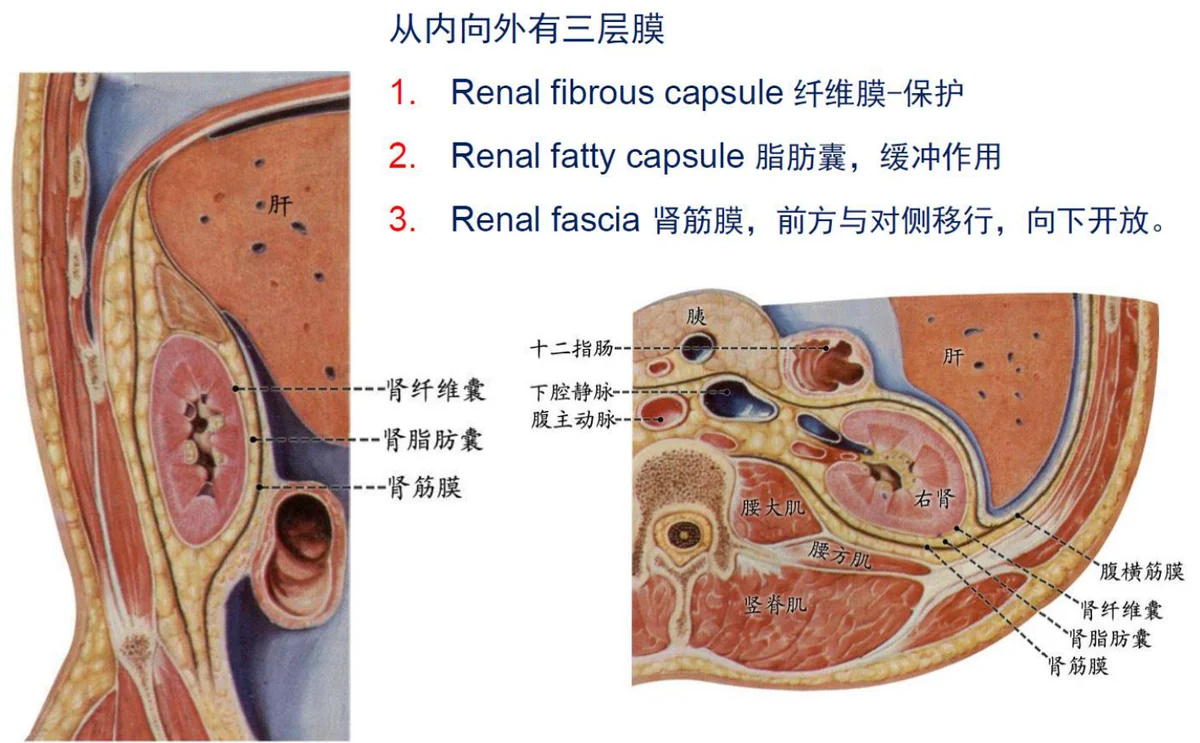 从内向外有三层膜
1. Renal fibrous capsule 纤维膜-保护
2. Renal fatty capsule 脂肪囊，缓冲作用
3. Renal fascia 肾筋膜，前方与对侧移行，向下开放。
肝
肾纤维囊
肾脂肪囊
肾筋膜
胰
十二指肠
肝
下腔静脉
腹主动脉
右肾
腰大肌
腰方肌
竖脊肌
腹横筋膜
肾纤维囊
肾脂肪囊
肾筋膜